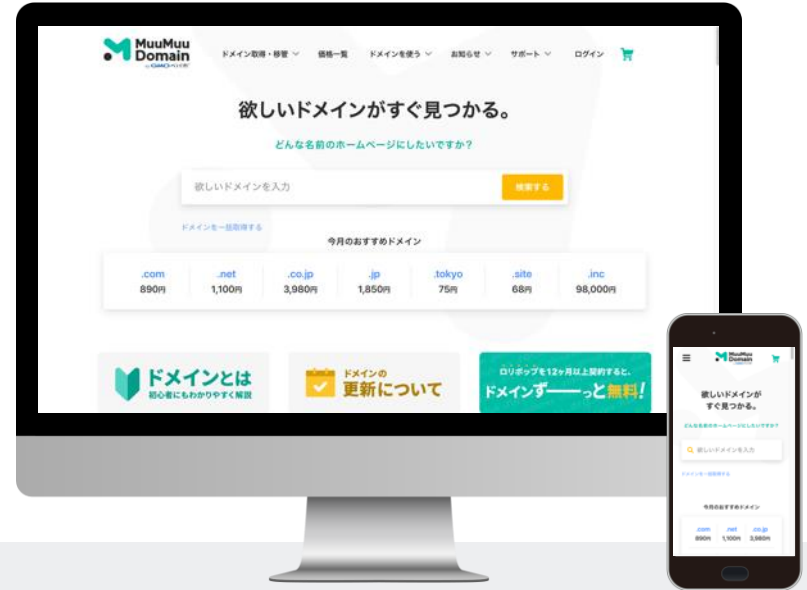 MuuMuu
Domain
by GMOペパボ
ドメイン取得・移管
価格一覧
ドメインを使う
お知らせ
サポート
ログイン
欲しいドメインがすぐ見つかる。
どんな名前のホームページにしたいですか?
欲しいドメインを入力
検索する
ドメインを一括取得する
今月のおすすめドメイン
.com .net .co.jp .jp .tokyo .site .inc
890円 1,100円 3,980円 1,850円 75円 68円 98,000円
ドメインとは
初心者にもわかりやすく解説
ドメインの
更新について
ロリポップを12ヶ月以上契約すると、
ドメインずーーっと無料!
MuuMuu
Domain
欲しいドメインが
すぐ見つかる。
どんな名前のホームページにしたいですか?
欲しいドメインを入力
ドメインを一括取得する
今月のおすすめドメイン
.com .net .co.jp
890円 1,100円 3,980円